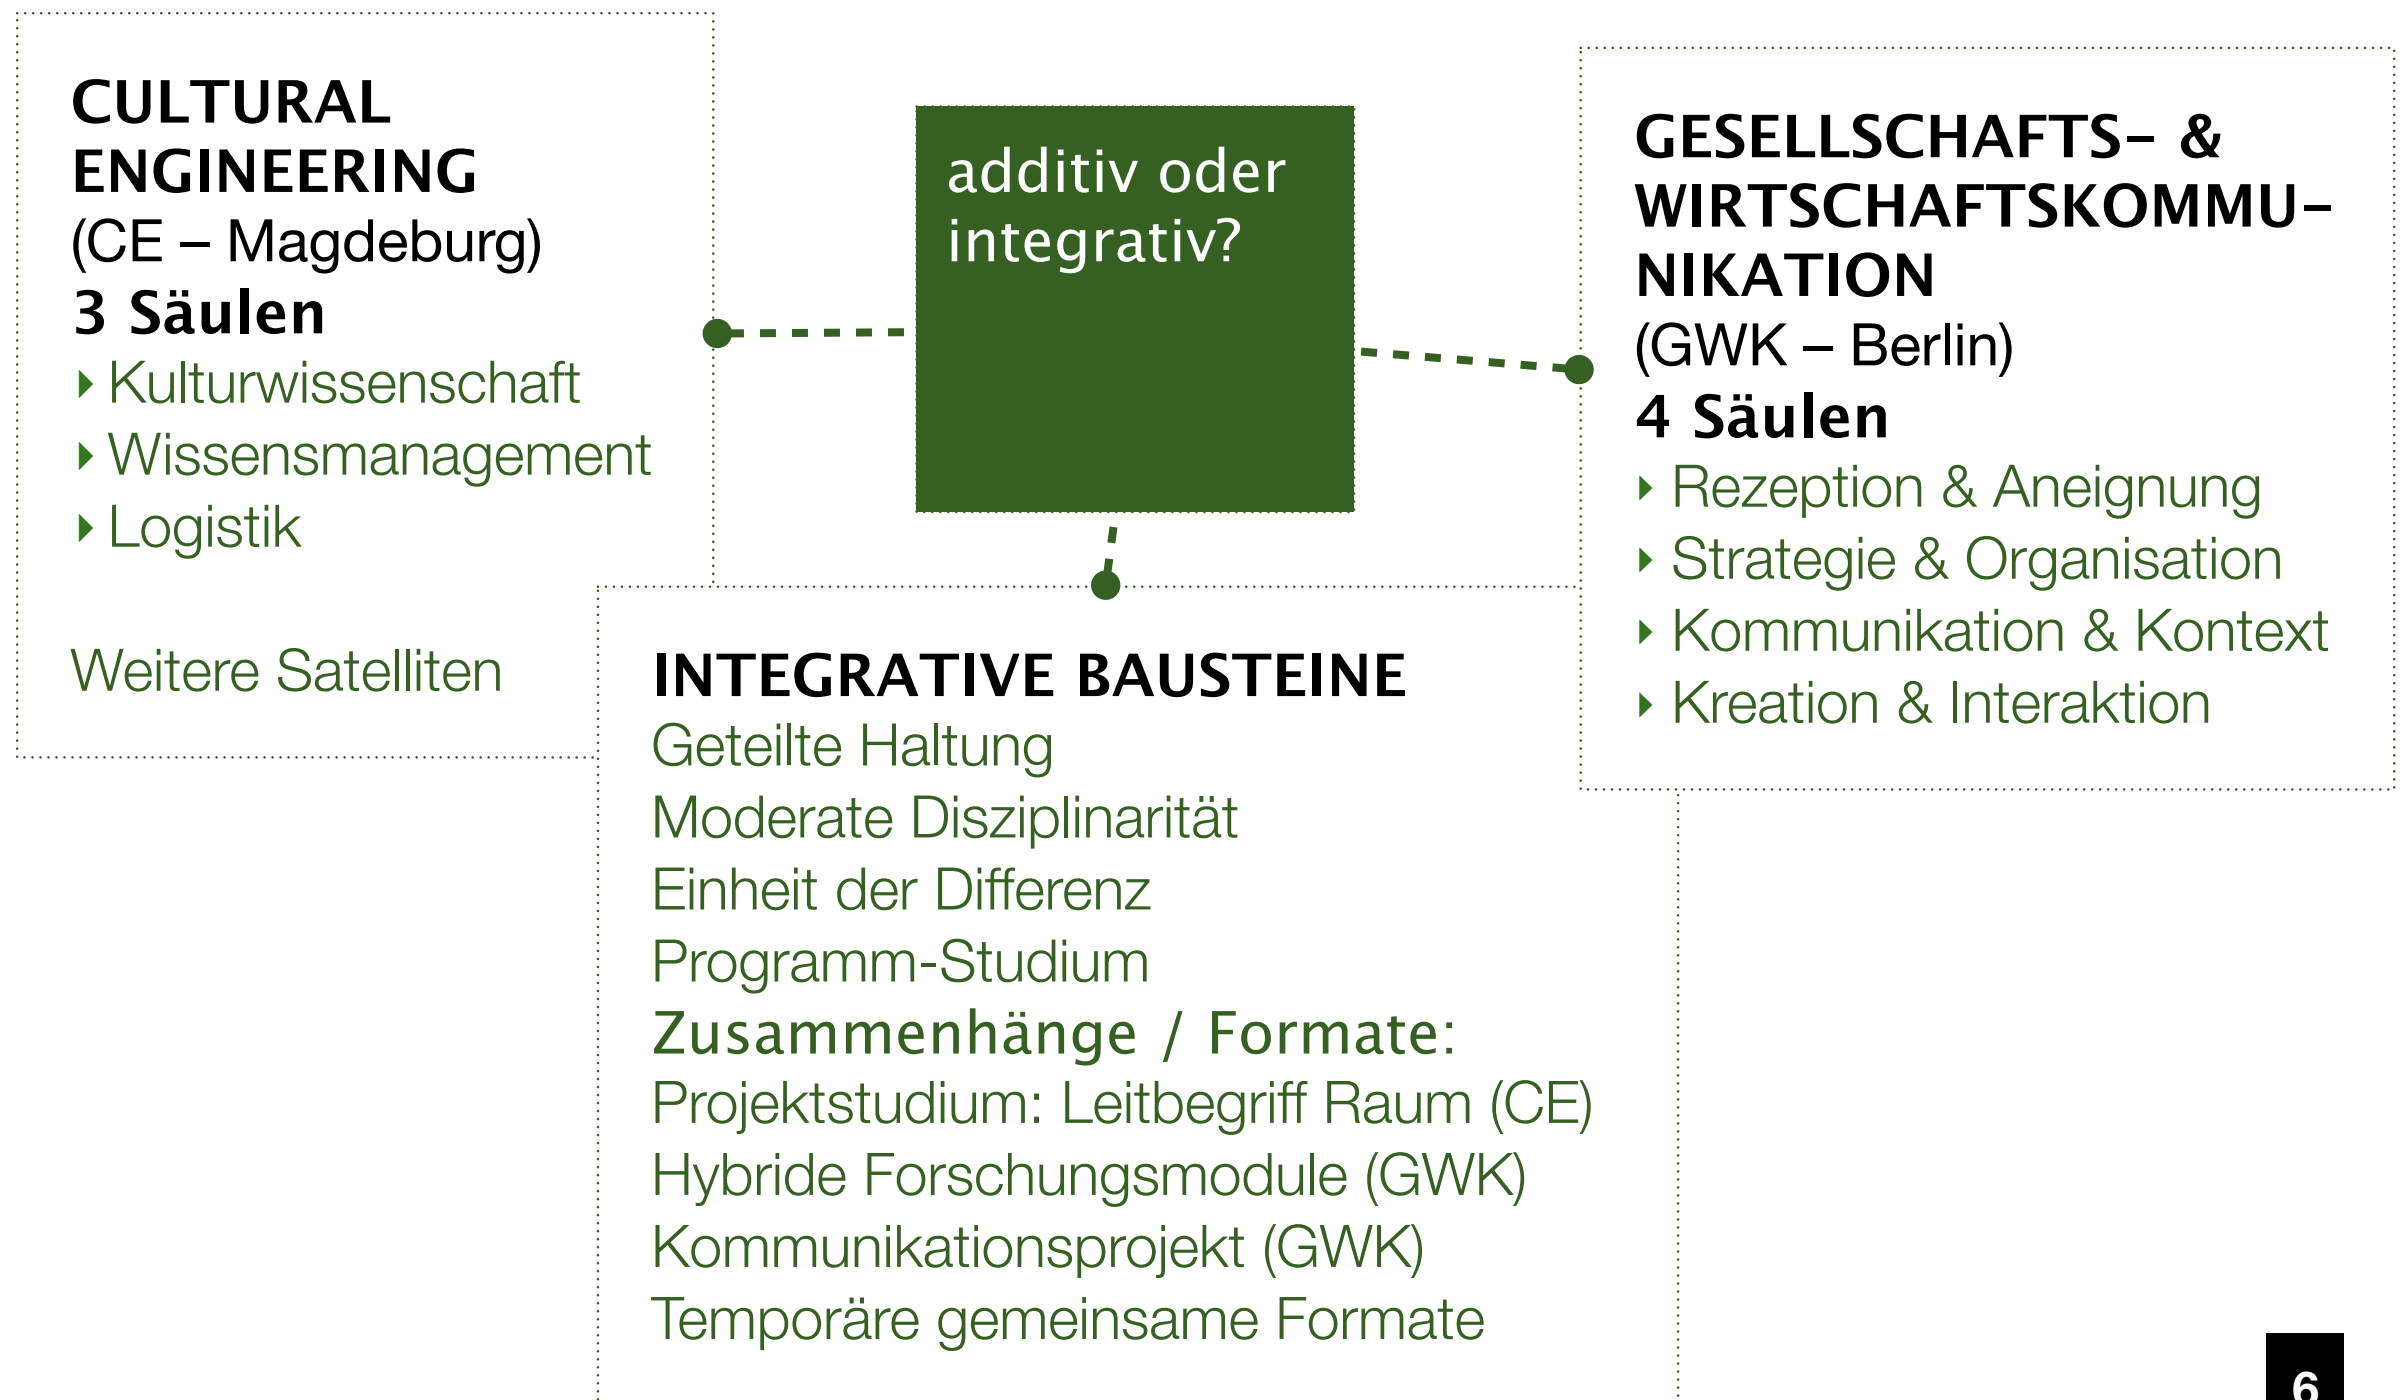 CULTURAL
ENGINEERING
(CE – Magdeburg)
3 Säulen
▸ Kulturwissenschaft
▸ Wissensmanagement
▸ Logistik
Weitere Satelliten
additiv oder
integrativ?
GESELLSCHAFTS- &
WIRTSCHAFTSKOMMU-
NIKATION
(GWK – Berlin)
4 Säulen
▸ Rezeption & Aneignung
▸ Strategie & Organisation
▸ Kommunikation & Kontext
▸ Kreation & Interaktion
INTEGRATIVE BAUSTEINE
Geteilte Haltung
Moderate Disziplinarität
Einheit der Differenz
Programm-Studium
Zusammenhänge / Formate:
Projektstudium: Leitbegriff Raum (CE)
Hybride Forschungsmodule (GWK)
Kommunikationsprojekt (GWK)
Temporäre gemeinsame Formate
6